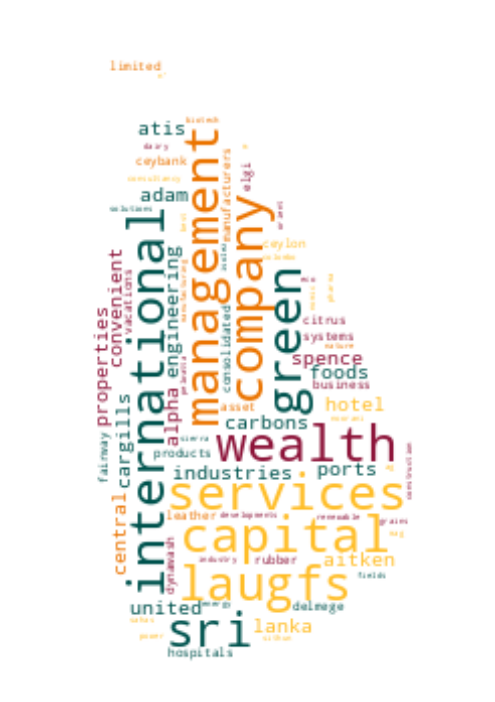 limited
biotech
atis
dairy
ceybank
consultancy
adam
solutions
international
management
manufacturers
elgi
company
ceylon
colombo
green
engineering
convenient
vacations
properties
manufacturing
consolidated
citrus
systems
nature
spence
foods
business
alpha
asset
hotel
carbons
cargills
fairway
sierra
products
wealth
industries
ports
construction
services
central
leather
developments
renewable
grains
capital
dynawash
industry
rubber
aitken
fields
laugfs
united
energy
delmege
power
sri
lanka
hospitals